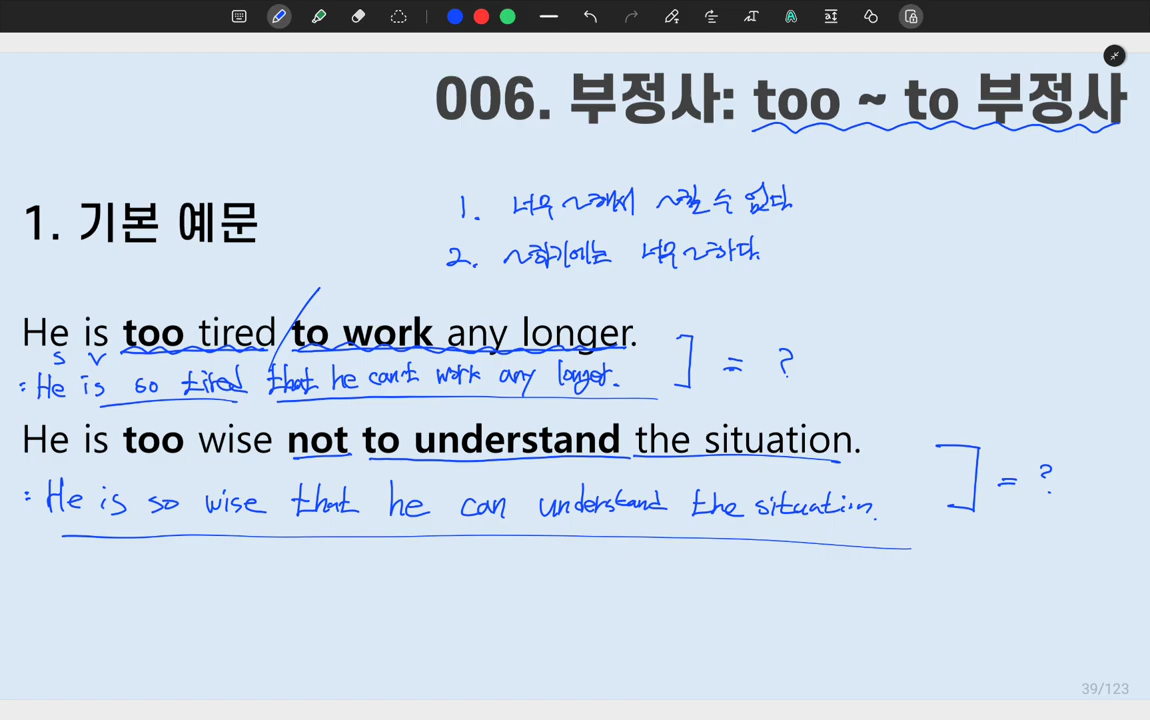 006. 부정사: too ~ to 부정사
1. 기본 예문
1. 너무 ~해서 ~할 수 없다
2. ~하기에는 너무 ~하다.
He is too tired to work any longer.
S V
: He is so tired that he can't work any longer. ] = ?
He is too wise not to understand the situation.
: He is so wise that he can understand the situation. ] = ?
39/123